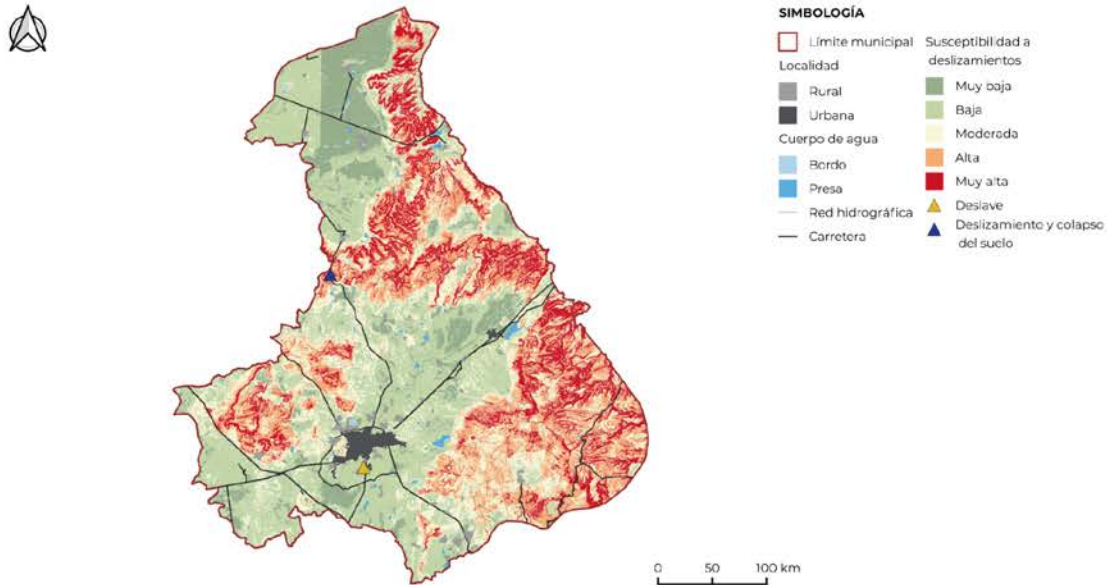 SIMBOLOGÍA
Límite municipal
Localidad
Rural
Urbana
Cuerpo de agua
Bordo
Presa
Red hidrográfica
Carretera
Susceptibilidad a
deslizamientos
Muy baja
Baja
Moderada
Alta
Muy alta
Deslave
Deslizamiento y colapso
del suelo
0 50 100 km